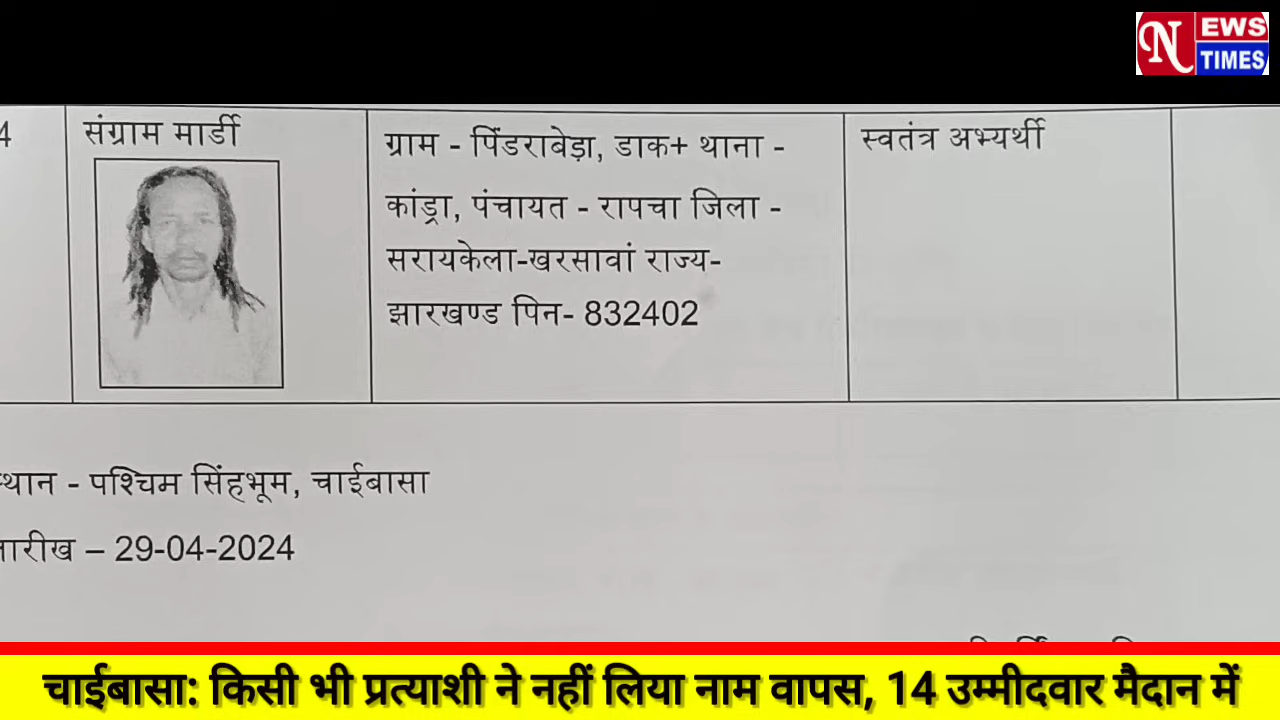 NEWS
TIMES
4
संग्राम मार्डी
ग्राम - पिंडराबेड़ा, डाक+ थाना -
कांड्रा, पंचायत - रापचा जिला -
सरायकेला-खरसावां राज्य-
झारखण्ड पिन- 832402
स्वतंत्र अभ्यर्थी
- पश्चिम सिंहभूम, चाईबासा
– 29-04-2024
चाईबासा: किसी भी प्रत्याशी ने नहीं लिया नाम वापस, 14 उम्मीदवार मैदान में